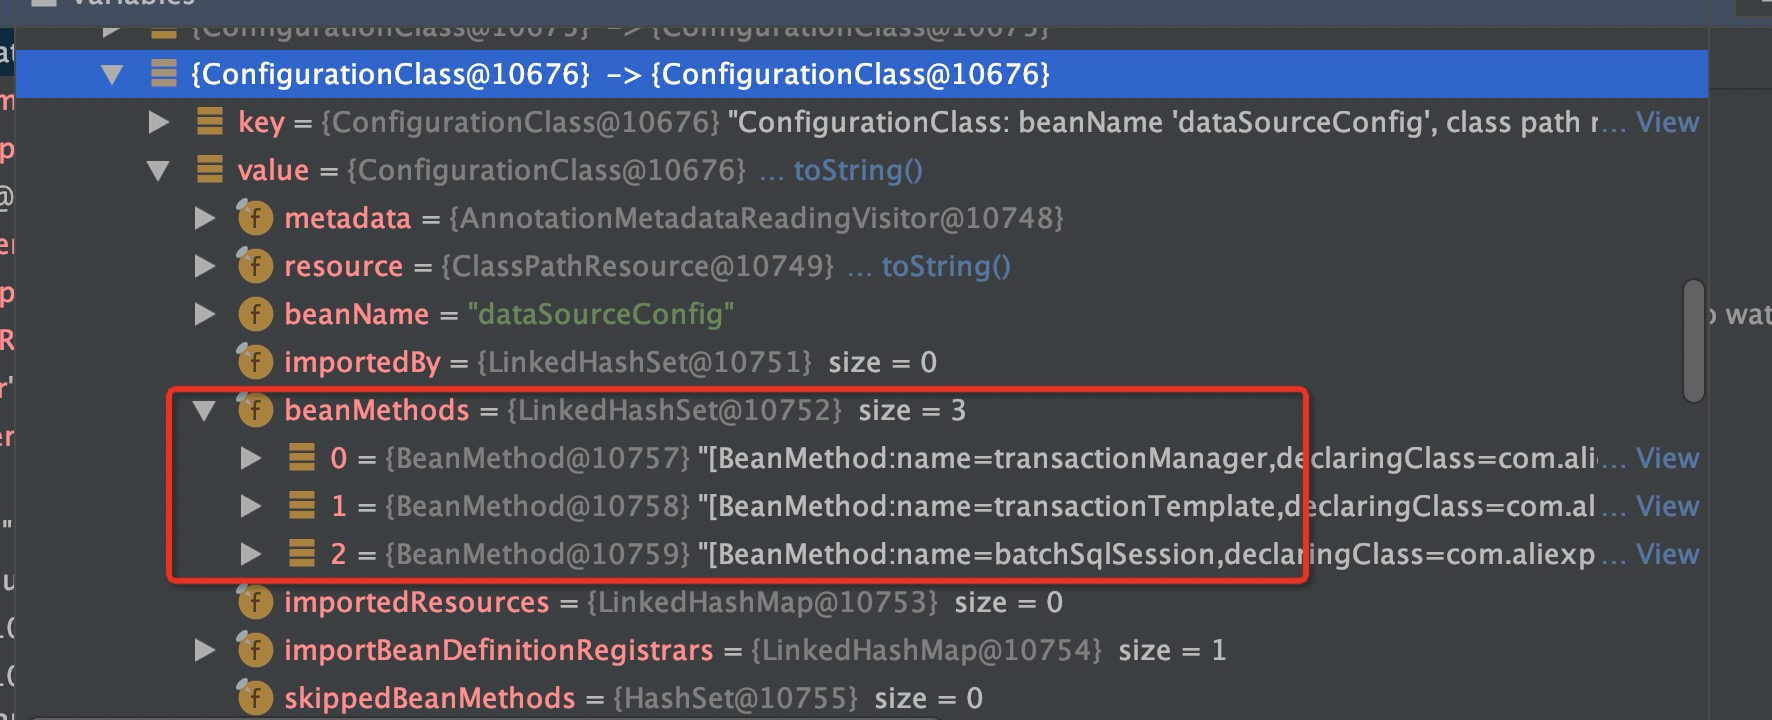 Variables
{ConfigurationClass@10675} -> {ConfigurationClass@10675}
{ConfigurationClass@10676} -> {ConfigurationClass@10676}
key = {ConfigurationClass@10676} "ConfigurationClass: beanName 'dataSourceConfig', class path r... View
value = {ConfigurationClass@10676} ... toString()
f metadata = {AnnotationMetadataReadingVisitor@10748}
f resource = {ClassPathResource@10749} ... toString()
f beanName = "dataSourceConfig"
f importedBy = {LinkedHashSet@10751} size = 0
f beanMethods = {LinkedHashSet@10752} size = 3
0 = {BeanMethod@10757} "[BeanMethod:name=transactionManager,declaringClass=com.ali... View
1 = {BeanMethod@10758} "[BeanMethod:name=transactionTemplate,declaringClass=com.al... View
2 = {BeanMethod@10759} "[BeanMethod:name=batchSqlSession,declaringClass=com.aliexp... View
f importedResources = {LinkedHashMap@10753} size = 0
f importBeanDefinitionRegistrars = {LinkedHashMap@10754} size = 1
f skippedBeanMethods = {HashSet@10755} size = 0